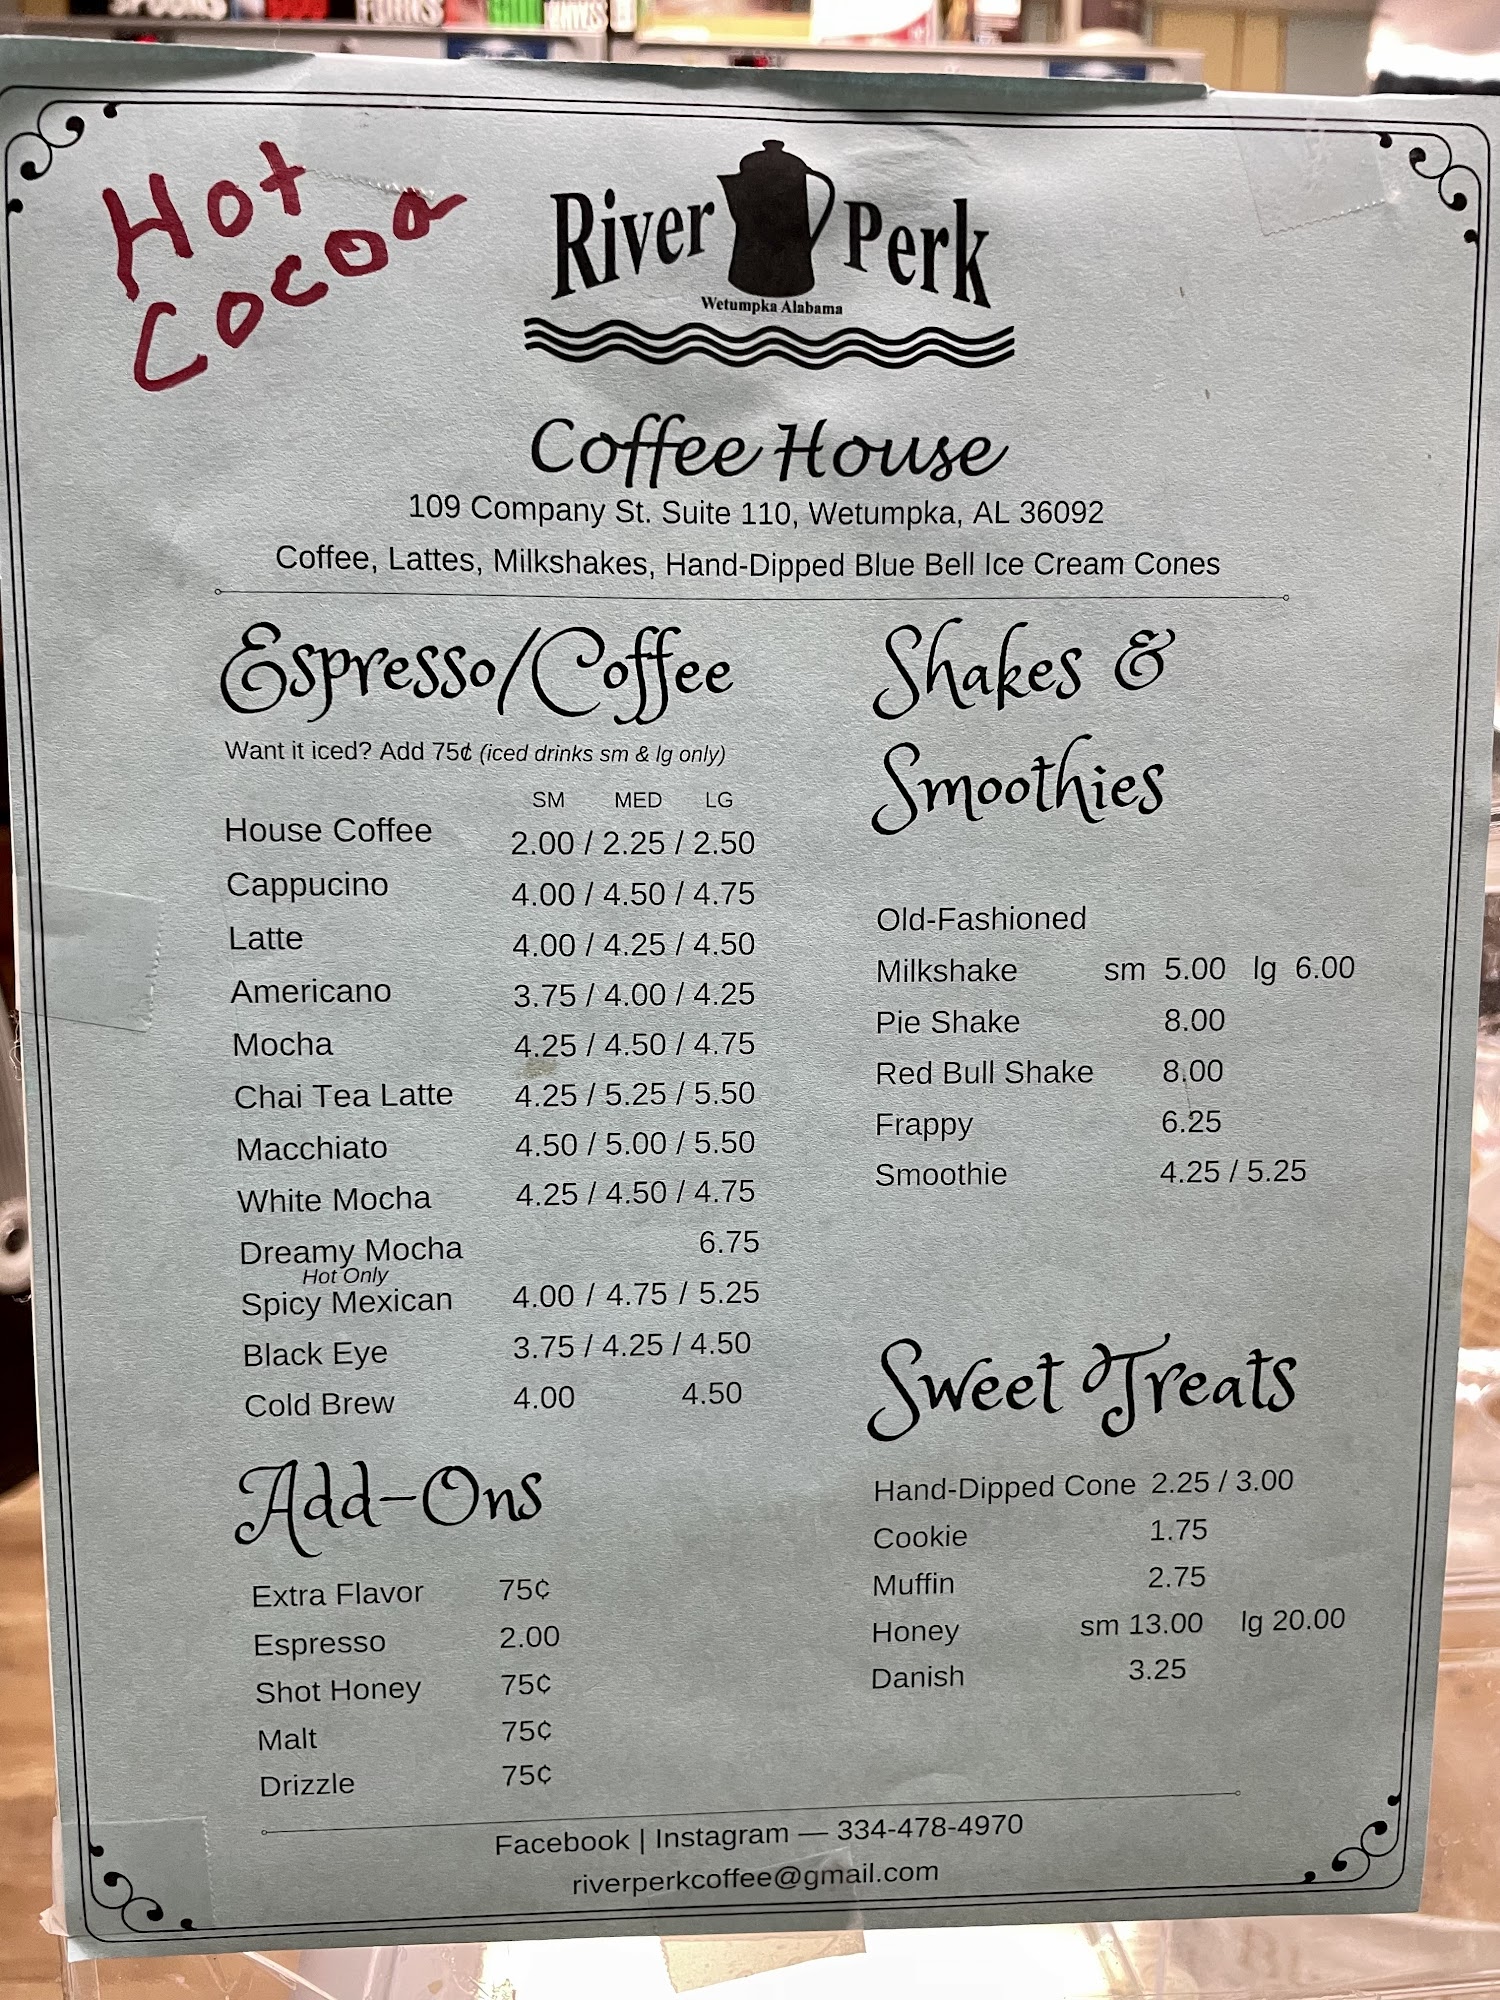 Hot
Cocoa
River Perk
Wetumpka Alabama
Coffee House
109 Company St. Suite 110, Wetumpka, AL 36092
Coffee, Lattes, Milkshakes, Hand-Dipped Blue Bell Ice Cream Cones
Espresso/Coffee
Want it iced? Add 75¢ (iced drinks sm & lg only)
SM MED LG
House Coffee 2.00 / 2.25 / 2.50
Cappucino 4.00 / 4.50 / 4.75
Latte 4.00 / 4.25 / 4.50
Americano 3.75 / 4.00 / 4.25
Mocha 4.25 / 4.50 / 4.75
Chai Tea Latte 4.25 / 5.25 / 5.50
Macchiato 4.50 / 5.00 / 5.50
White Mocha 4.25 / 4.50 / 4.75
Dreamy Mocha 6.75
Hot Only
Spicy Mexican 4.00 / 4.75 / 5.25
Black Eye 3.75 / 4.25 / 4.50
Cold Brew 4.00 4.50
Add-Ons
Extra Flavor 75¢
Espresso 2.00
Shot Honey 75¢
Malt 75¢
Drizzle 75¢
Shakes &
Smoothies
Old-Fashioned
Milkshake sm 5.00 lg 6.00
Pie Shake 8.00
Red Bull Shake 8.00
Frappy 6.25
Smoothie 4.25 / 5.25
Sweet Treats
Hand-Dipped Cone 2.25 / 3.00
Cookie 1.75
Muffin 2.75
Honey sm 13.00 lg 20.00
Danish 3.25
Facebook | Instagram — 334-478-4970
riverperkcoffee@gmail.com